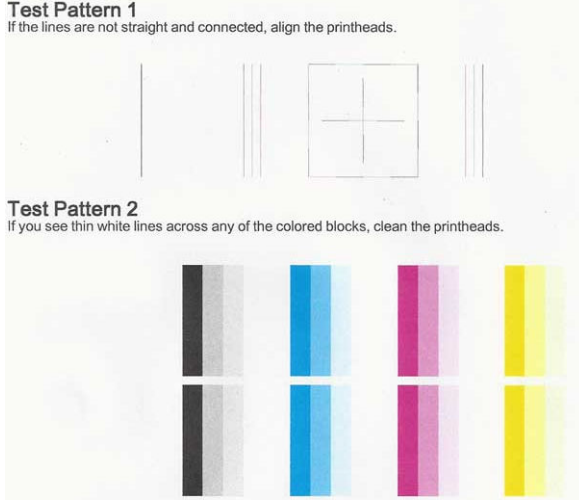 Test Pattern 1
If the lines are not straight and connected, align the printheads.
Test Pattern 2
If you see thin white lines across any of the colored blocks, clean the printheads.